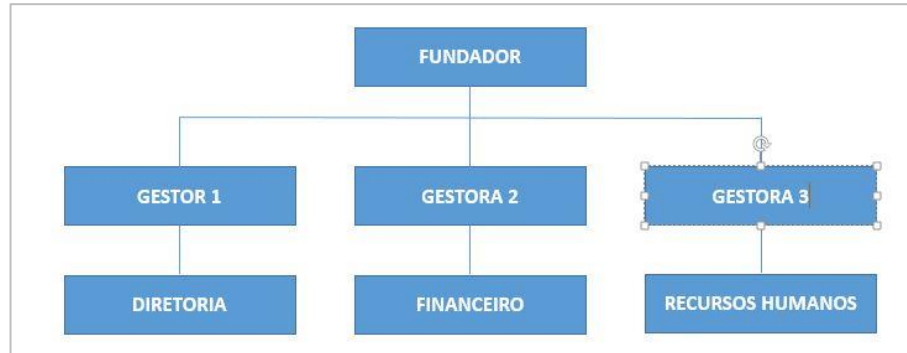 FUNDADOR
GESTOR 1
GESTORA 2
GESTORA 3
DIRETORIA
FINANCEIRO
RECURSOS HUMANOS